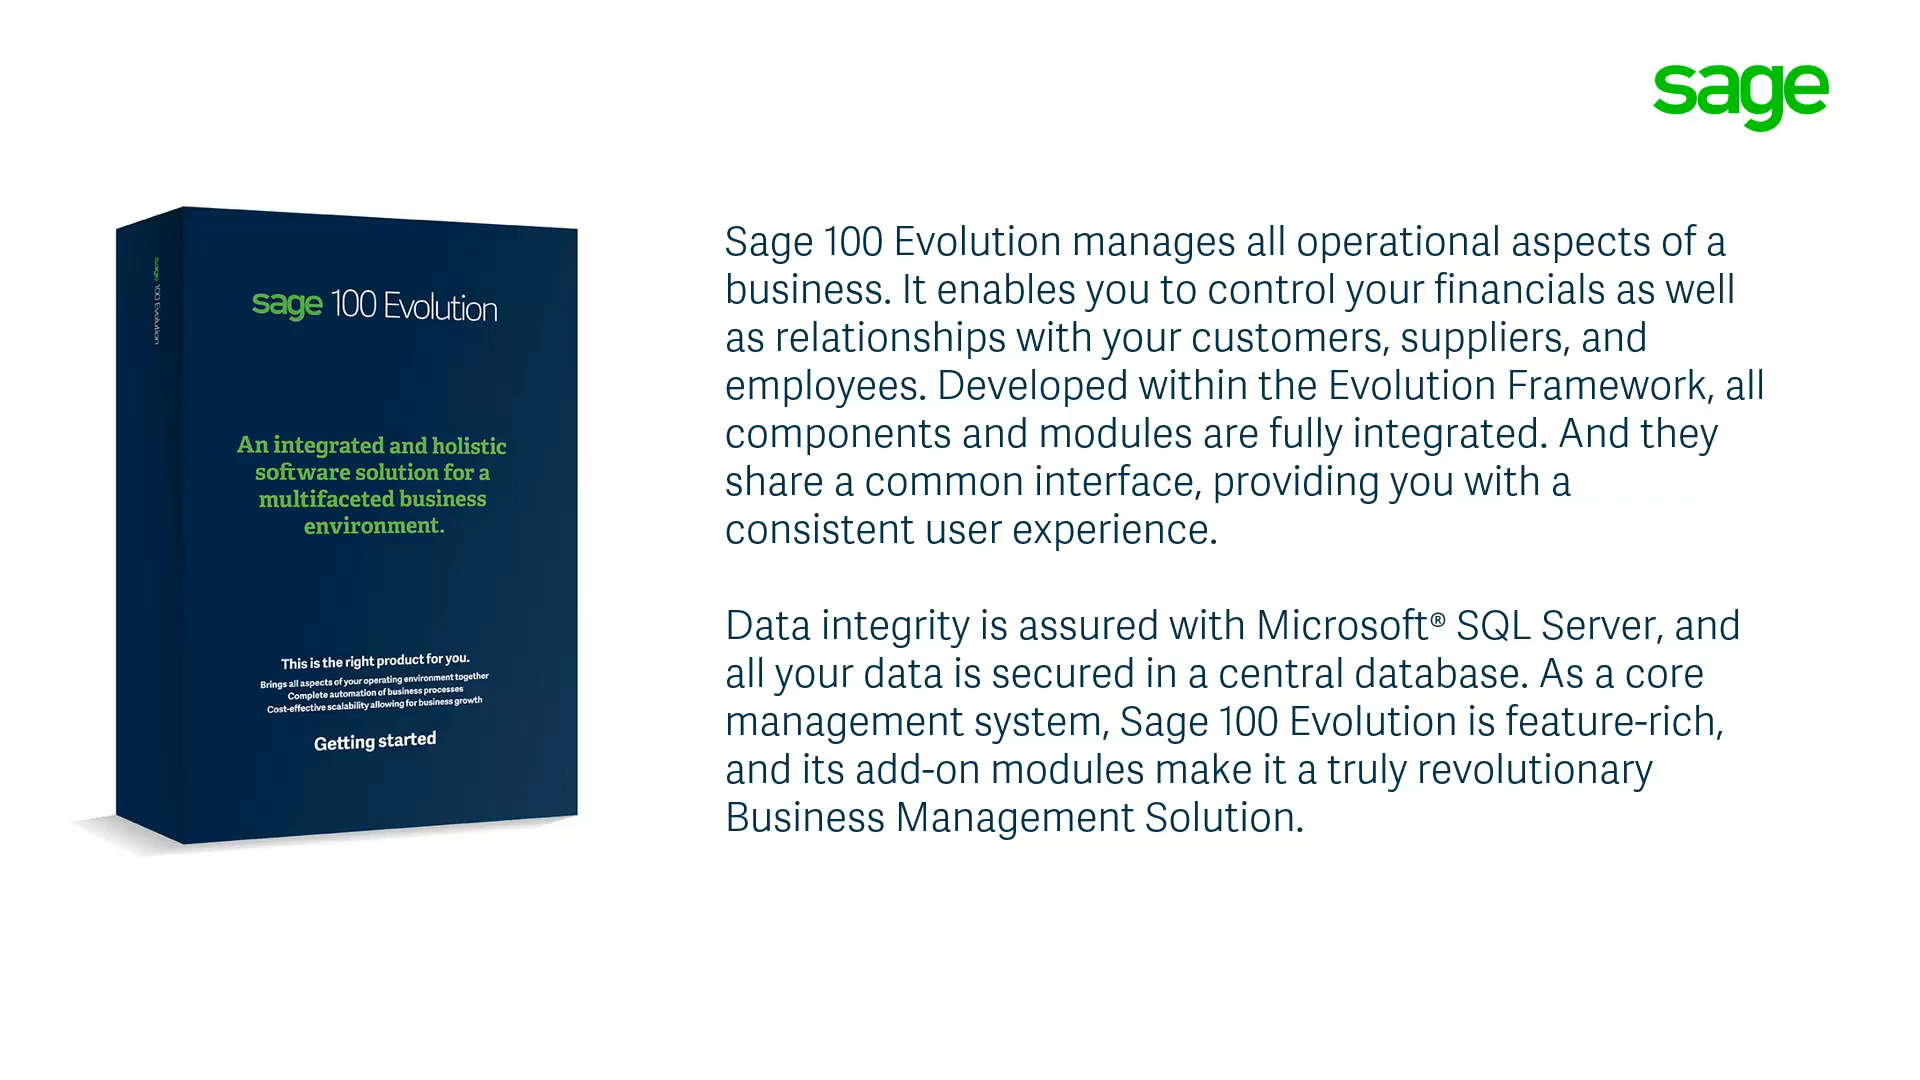 sage
sage 100 Evolution
sage 100 Evolution
An integrated and holistic
software solution for a
multifaceted business
environment.
This is the right product for you.
Brings all aspects of your operating environment together
Complete automation of business processes
Cost-effective scalability allowing for business growth
Getting started
Sage 100 Evolution manages all operational aspects of a
business. It enables you to control your financials as well
as relationships with your customers, suppliers, and
employees. Developed within the Evolution Framework, all
components and modules are fully integrated. And they
share a common interface, providing you with a
consistent user experience.
Data integrity is assured with Microsoft® SQL Server, and
all your data is secured in a central database. As a core
management system, Sage 100 Evolution is feature-rich,
and its add-on modules make it a truly revolutionary
Business Management Solution.